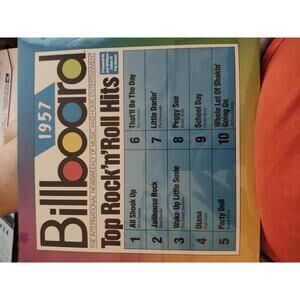 1957
Billboard
THE INTERNATIONAL NEWSWEEKLY OF MUSIC AND HOME ENTERTAINMENT
Top Rock'n'Roll Hits
1 All Shook Up
2 Jailhouse Rock
3 Wake Up Little Susie
4 Diana
5 Party Doll
6 That'll Be The Day
7 Little Darlin'
8 Peggy Sue
9 School Day
10 Whole Lot Of Shakin'
Going On